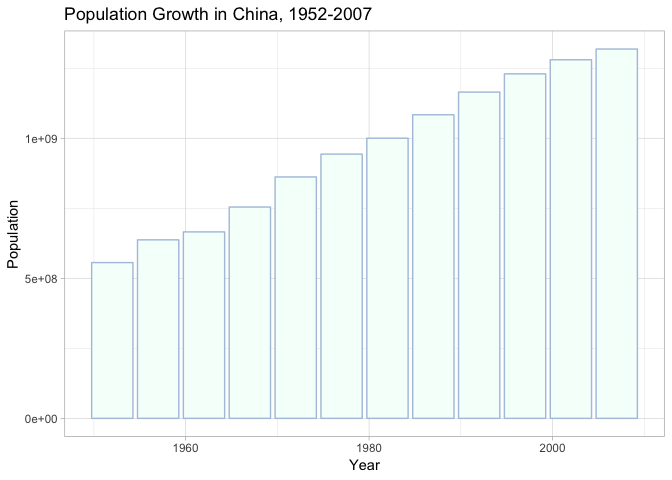 Population Growth in China, 1952-2007
1e+09
5e+08
0e+00
Population
1960 1980 2000
Year